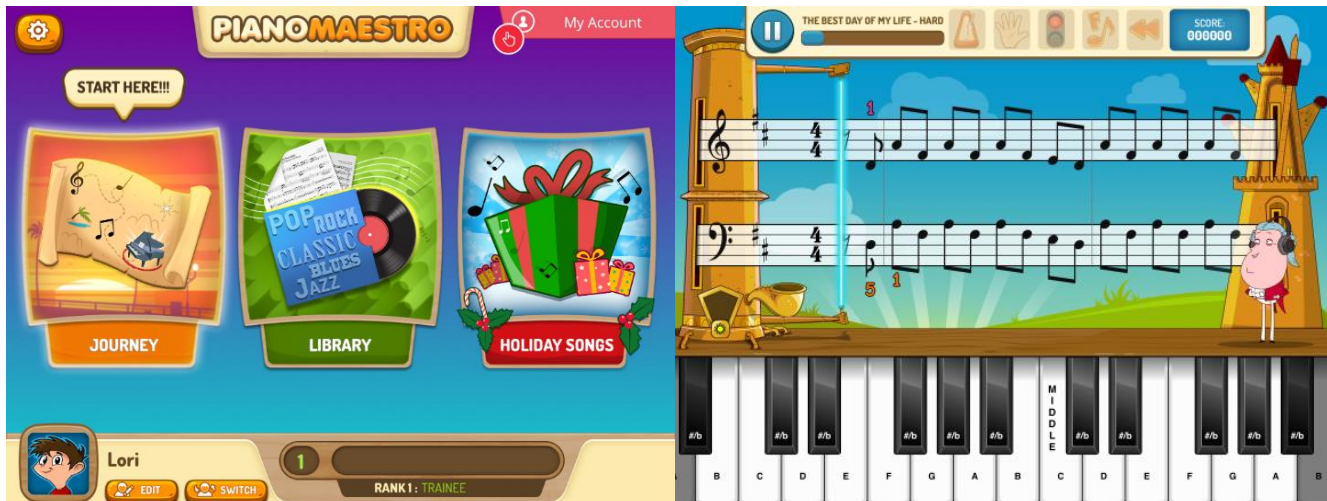 PIANOMAESTRO
My Account
START HERE!!!
POP ROCK
CLASSIC
BLUES
JAZZ
JOURNEY
LIBRARY
HOLIDAY SONGS
Lori
EDIT
SWITCH
1
RANK 1 : TRAINEE
THE BEST DAY OF MY LIFE - HARD
SCORE:
000000
1
4
4
4
4
5 1
MIDDLE
#/b #/b #/b #/b #/b #/b #/b #/b #/b #/b #/b
B C D E F G A B C D E F G A B